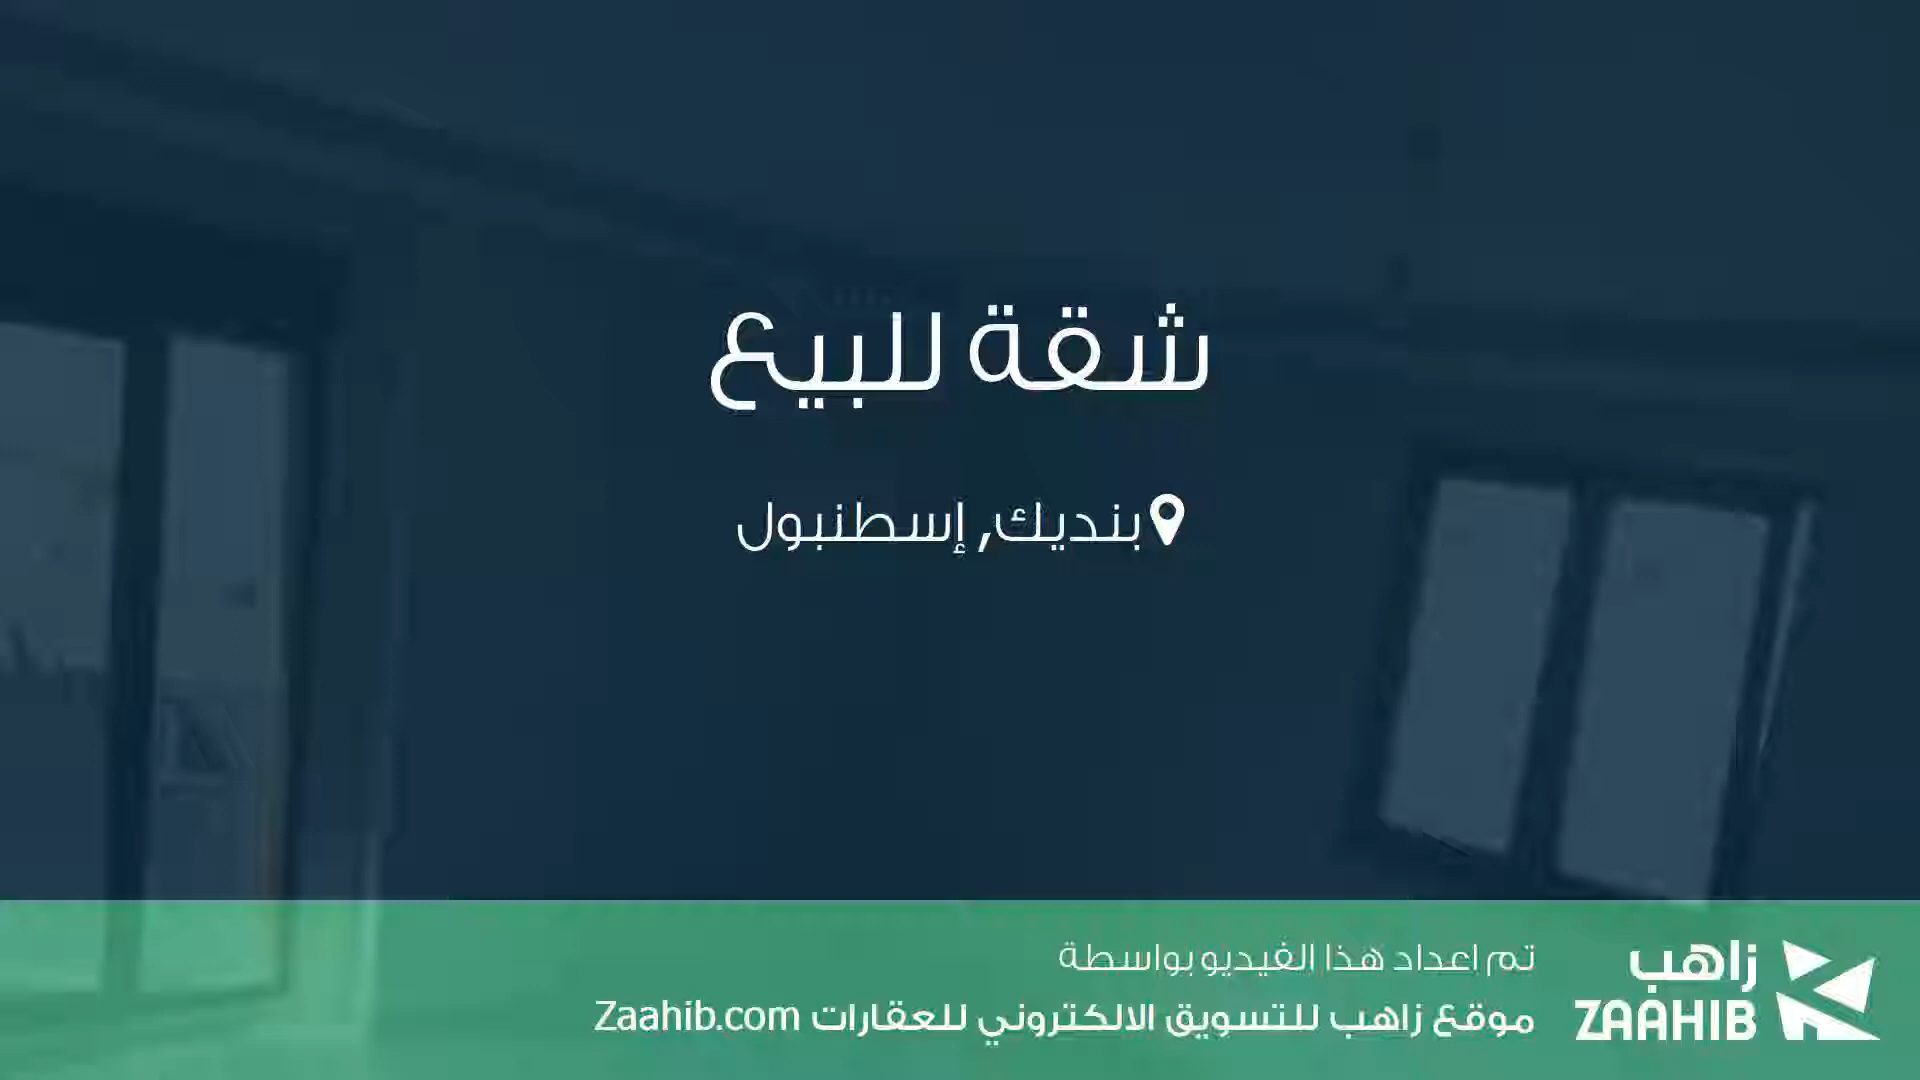 شقة للبيع
بنديك, إسطنبول
تم اعداد هذا الفيديو بواسطة
موقع زاهب للتسويق الالكتروني للعقارات Zaahib.com
زاهب
ZAAHIB